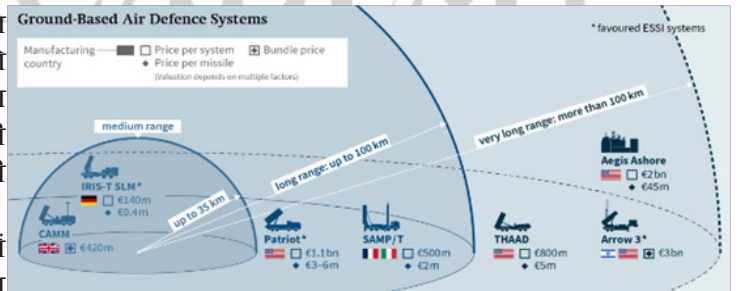 Ground-Based Air Defence Systems
* favoured ESSI systems
Manufacturing country
Price per system
Bundle price
Price per missile
(Valuation depends on multiple factors)
medium range
up to 35 km
long range: up to 100 km
very long range: more than 100 km
IRIS-T SLM*
€140m
€0.4m
CAMM
€420m
Patriot*
€1.1bn
€3-6m
SAMP/T
€500m
€2m
THAAD
€800m
€5m
Aegis Ashore
€2bn
€45m
Arrow 3*
€3bn